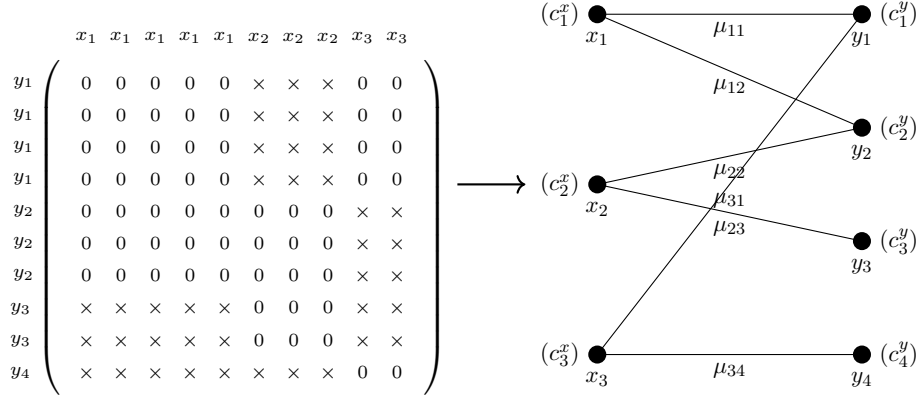 x₁ x₁ x₁ x₁ x₁ x₂ x₂ x₂ x₃ x₃
y₁ 0 0 0 0 0 × × × 0 0
y₁ 0 0 0 0 0 × × × 0 0
y₁ 0 0 0 0 0 × × × 0 0
y₁ 0 0 0 0 0 × × × 0 0
y₂ 0 0 0 0 0 0 0 0 × ×
y₂ 0 0 0 0 0 0 0 0 × ×
y₂ 0 0 0 0 0 0 0 0 × ×
y₃ × × × × × 0 0 0 × ×
y₃ × × × × × 0 0 0 × ×
y₄ × × × × × × × × 0 0
(c₁ˣ) (c₁ʸ)
x₁ μ₁₁ y₁
μ₁₂
(c₂ʸ)
y₂
μ₂₂
(c₂ˣ)
x₂ μ₃₁
μ₂₃
(c₃ʸ)
y₃
(c₃ˣ) (c₄ʸ)
x₃ μ₃₄ y₄